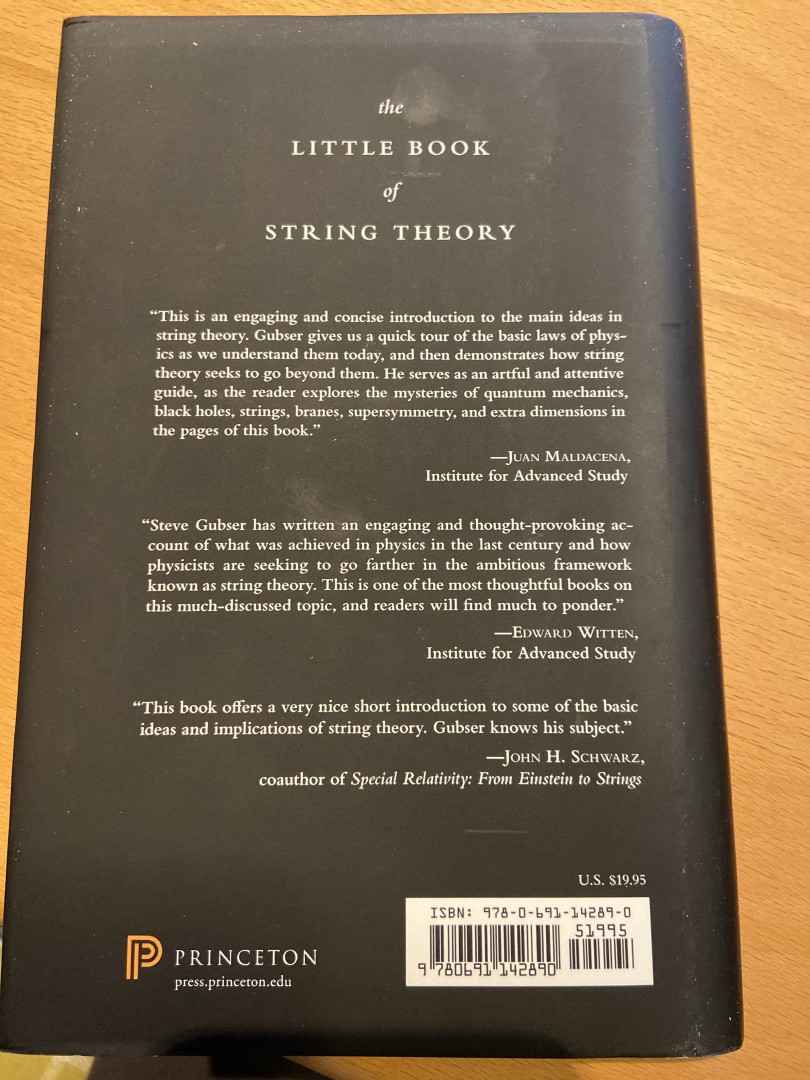 the
LITTLE BOOK
of
STRING THEORY
“This is an engaging and concise introduction to the main ideas in
string theory. Gubser gives us a quick tour of the basic laws of phys-
ics as we understand them today, and then demonstrates how string
theory seeks to go beyond them. He serves as an artful and attentive
guide, as the reader explores the mysteries of quantum mechanics,
black holes, strings, branes, supersymmetry, and extra dimensions in
the pages of this book.”
—JUAN MALDACENA,
Institute for Advanced Study
“Steve Gubser has written an engaging and thought-provoking ac-
count of what was achieved in physics in the last century and how
physicists are seeking to go farther in the ambitious framework
known as string theory. This is one of the most thoughtful books on
this much-discussed topic, and readers will find much to ponder.”
—EDWARD WITTEN,
Institute for Advanced Study
“This book offers a very nice short introduction to some of the basic
ideas and implications of string theory. Gubser knows his subject.”
—JOHN H. SCHWARZ,
coauthor of Special Relativity: From Einstein to Strings
U.S. $19.95
ISBN: 978-0-691-14289-0
51995
9 780691 142890
PRINCETON
press.princeton.edu